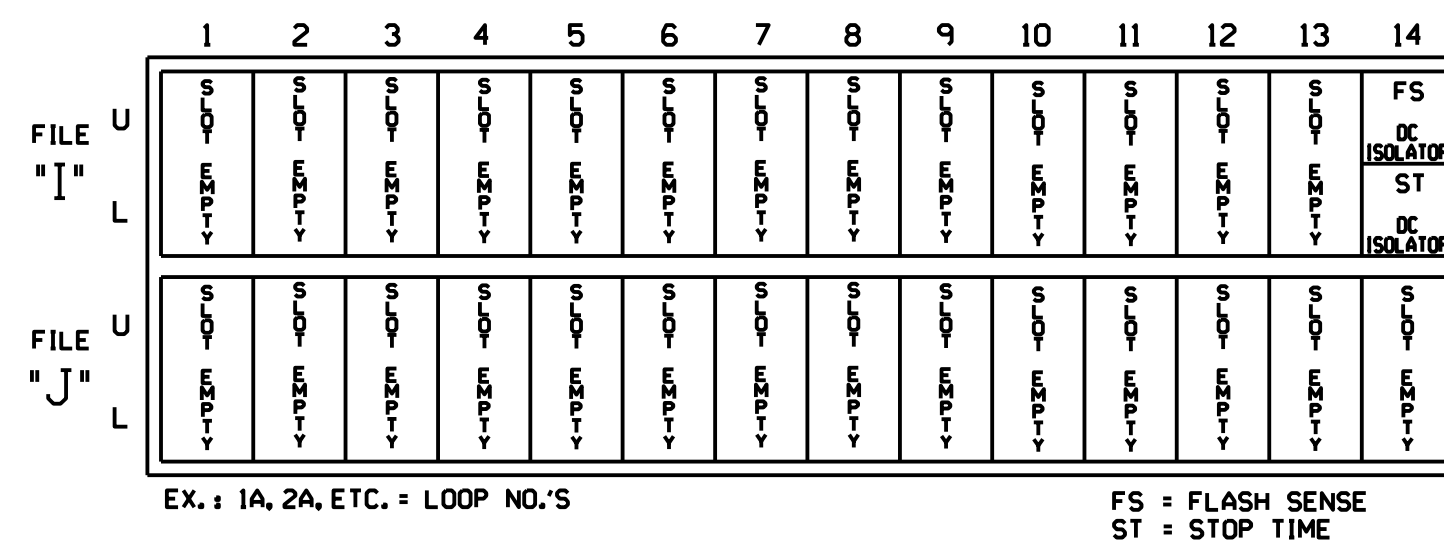 1 2 3 4 5 6 7 8 9 10 11 12 13 14
FILE "I"
U
L
SLOT EMPTY
SLOT EMPTY
SLOT EMPTY
SLOT EMPTY
SLOT EMPTY
SLOT EMPTY
SLOT EMPTY
SLOT EMPTY
SLOT EMPTY
SLOT EMPTY
SLOT EMPTY
SLOT EMPTY
SLOT EMPTY
FS
DC
ISOLATOR
ST
DC
ISOLATOR
FILE "J"
U
L
SLOT EMPTY
SLOT EMPTY
SLOT EMPTY
SLOT EMPTY
SLOT EMPTY
SLOT EMPTY
SLOT EMPTY
SLOT EMPTY
SLOT EMPTY
SLOT EMPTY
SLOT EMPTY
SLOT EMPTY
SLOT EMPTY
SLOT EMPTY
EX.: 1A, 2A, ETC. = LOOP NO.'S
FS = FLASH SENSE
ST = STOP TIME